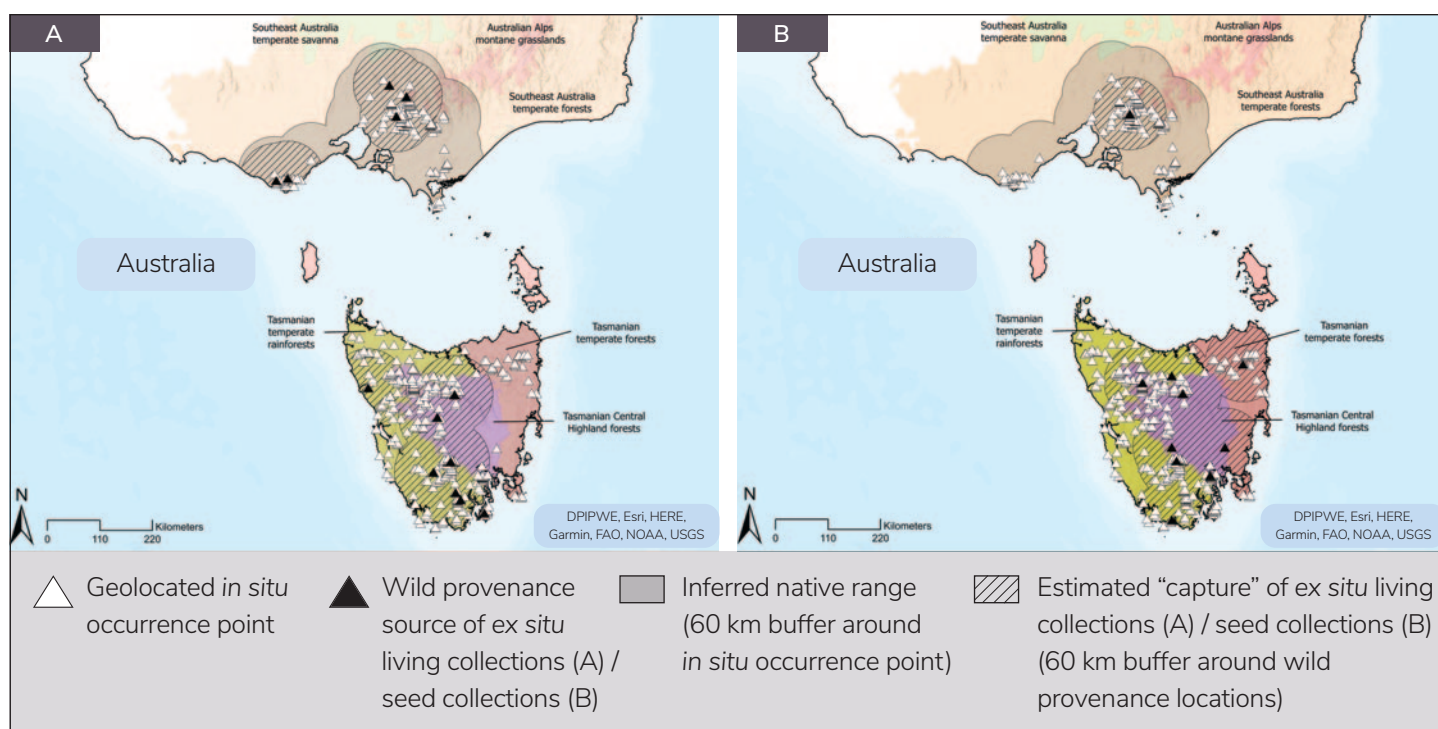 A
Southeast Australia
temperate savanna
Australian Alps
montane grasslands
Southeast Australia
temperate forests
Australia
Tasmanian
temperate
rainforests
Tasmanian
temperate forests
Tasmanian Central
Highland forests
N
Kilometers
0 110 220
DPIPWE, Esri, HERE,
Garmin, FAO, NOAA, USGS
B
Southeast Australia
temperate savanna
Australian Alps
montane grasslands
Southeast Australia
temperate forests
Australia
Tasmanian
temperate
rainforests
Tasmanian
temperate forests
Tasmanian Central
Highland forests
N
Kilometers
0 110 220
DPIPWE, Esri, HERE,
Garmin, FAO, NOAA, USGS
Geolocated in situ
occurrence point
Wild provenance
source of ex situ
living collections (A) /
seed collections (B)
Inferred native range
(60 km buffer around
in situ occurrence point)
Estimated “capture” of ex situ living
collections (A) / seed collections (B)
(60 km buffer around wild
provenance locations)